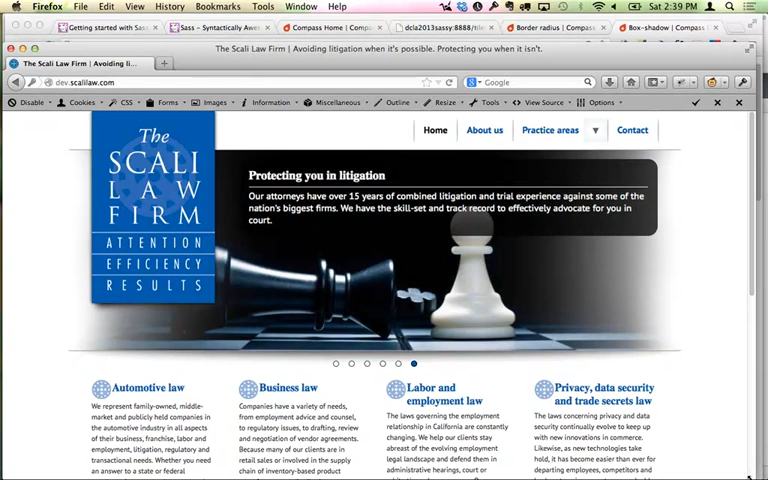 Firefox File Edit View History Bookmarks Tools Window Help Sat 2:39 PM
Getting started with Sas Sass – Syntactically Awe Compass Home | Compas dcla2013sassy:8888/tile Border radius | Compass Box-shadow | Compass
The Scali Law Firm | Avoiding litigation when it's possible. Protecting you when it isn't.
The Scali Law Firm | Avoiding li...
dev.scalilaw.com Google
Disable Cookies CSS Forms Images Information Miscellaneous Outline Resize Tools View Source Options
Home About us Practice areas Contact
The
SCALI
LAW
FIRM
ATTENTION
EFFICIENCY
RESULTS
Protecting you in litigation
Our attorneys have over 15 years of combined litigation and trial experience against some of the
nation's biggest firms. We have the skill-set and track record to effectively advocate for you in
court.
Automotive law
We represent family-owned, middle-
market and publicly held companies in
the automotive industry in all aspects
of their business, franchise, labor and
employment, litigation, regulatory and
transactional needs. Whether you need
an answer to a state or federal
Business law
Companies have a variety of needs,
from employment advice and counsel,
to regulatory issues, to drafting, review
and negotiation of vendor agreements.
Because many of our clients are in
retail sales or involved in the supply
chain of inventory-based product
Labor and
employment law
The laws governing the employment
relationship in California are constantly
changing. We help our clients stay
abreast of the evolving employment
legal landscape and defend them in
administrative hearings, court or
Privacy, data security
and trade secrets law
The laws concerning privacy and data
security continually evolve to keep up
with new innovations in commerce.
Likewise, as new technologies take
hold, it has become easier than ever for
departing employees, competitors and